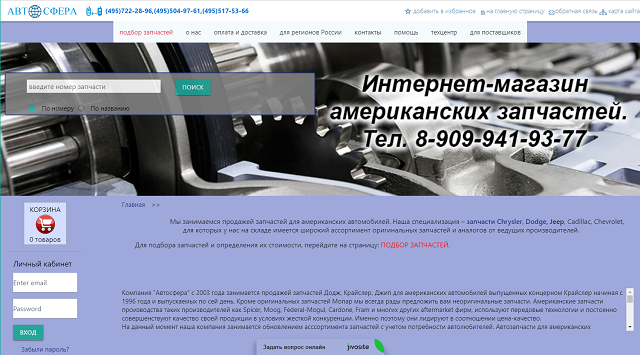 АВТОСФЕРА
(495)722-28-96,(495)504-97-61,(495)517-53-66
добавить в избранное
на главную страницу
обратная связь
карта сайта
подбор запчастей о нас оплата и доставка для регионов России контакты помощь техцентр для поставщиков
введите номер запчасти
ПОИСК
По номеру По названию
Интернет-магазин
американских запчастей.
Тел. 8-909-941-93-77
КОРЗИНА
0 товаров
Главная >>
Мы занимаемся продажей запчастей для американских автомобилей. Наша специализация – запчасти Chrysler, Dodge, Jeep, Cadillac, Chevrolet,
для которых у нас на складе имеется широкий ассортимент оригинальных запчастей и аналогов от ведущих производителей.
Для подбора запчастей и определения их стоимости, перейдите на страницу: ПОДБОР ЗАПЧАСТЕЙ.
Личный кабинет
Enter email
Password
ВХОД
Забыли пароль?
Компания "Автосфера" с 2003 года занимается продажей запчастей Додж, Крайслер, Джип для американских автомобилей выпущенных концерном Крайслер начиная с
1996 года и выпускаемых по сей день. Кроме оригинальных запчастей Мопар мы всегда рады предложить вам неоригинальные запчасти. Американские запчасти
производства таких производителей как Spicer, Moog, Federal-Mogul, Cardone, Fram и многих других aftermarket фирм, используют передовые технологии и постоянно
совершенствуют качество своей продукции в условиях жесткой конкуренции. Именно поэтому они лидируют в соотношении цена-качество.
На данный момент наша компания занимается обновлением ассортимента запчастей с учетом потребности автолюбителей. Автозапчасти для американских
Задать вопрос онлайн jivosite